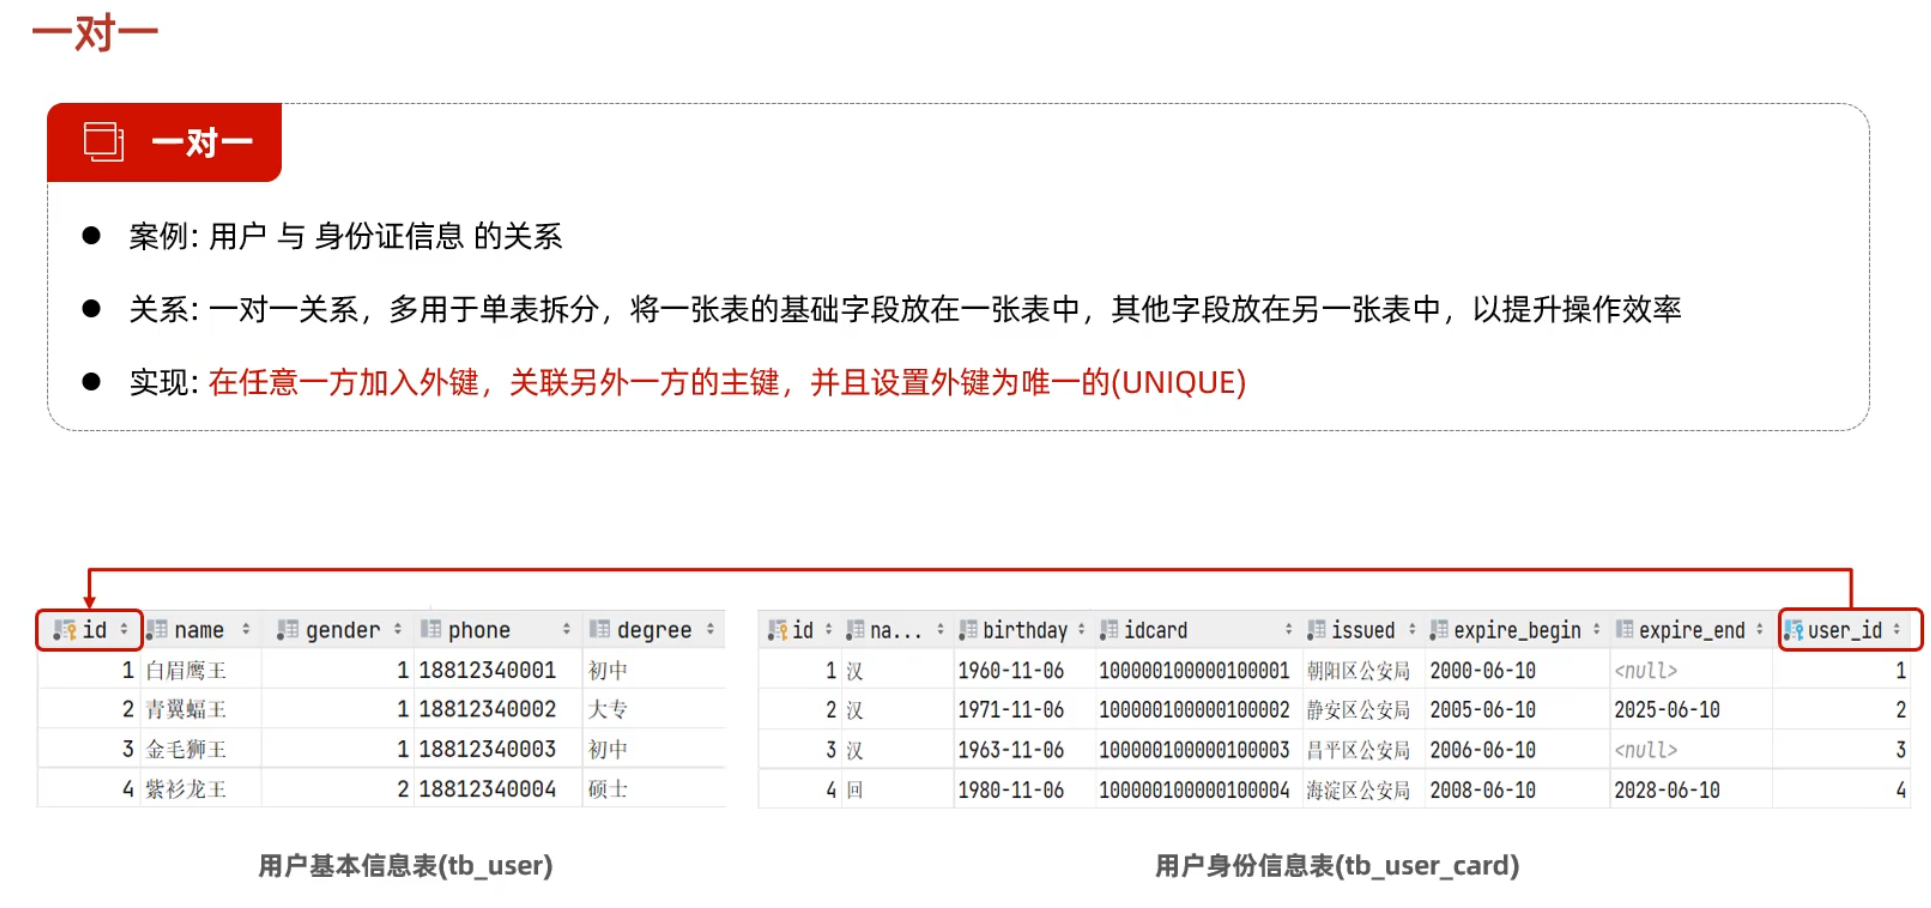 一对一
一对一
案例: 用户 与 身份证信息 的关系
关系: 一对一关系，多用于单表拆分，将一张表的基础字段放在一张表中，其他字段放在另一张表中，以提升操作效率
实现: 在任意一方加入外键，关联另外一方的主键，并且设置外键为唯一的(UNIQUE)
id name gender phone degree
1 白眉鹰王 1 18812340001 初中
2 青翼蝠王 1 18812340002 大专
3 金毛狮王 1 18812340003 初中
4 紫衫龙王 2 18812340004 硕士
用户基本信息表(tb_user)
id na... birthday idcard issued expire_begin expire_end user_id
1 汉 1960-11-06 100000100000100001 朝阳区公安局 2000-06-10 <null> 1
2 汉 1971-11-06 100000100000100002 静安区公安局 2005-06-10 2025-06-10 2
3 汉 1963-11-06 100000100000100003 昌平区公安局 2006-06-10 <null> 3
4 回 1980-11-06 100000100000100004 海淀区公安局 2008-06-10 2028-06-10 4
用户身份信息表(tb_user_card)